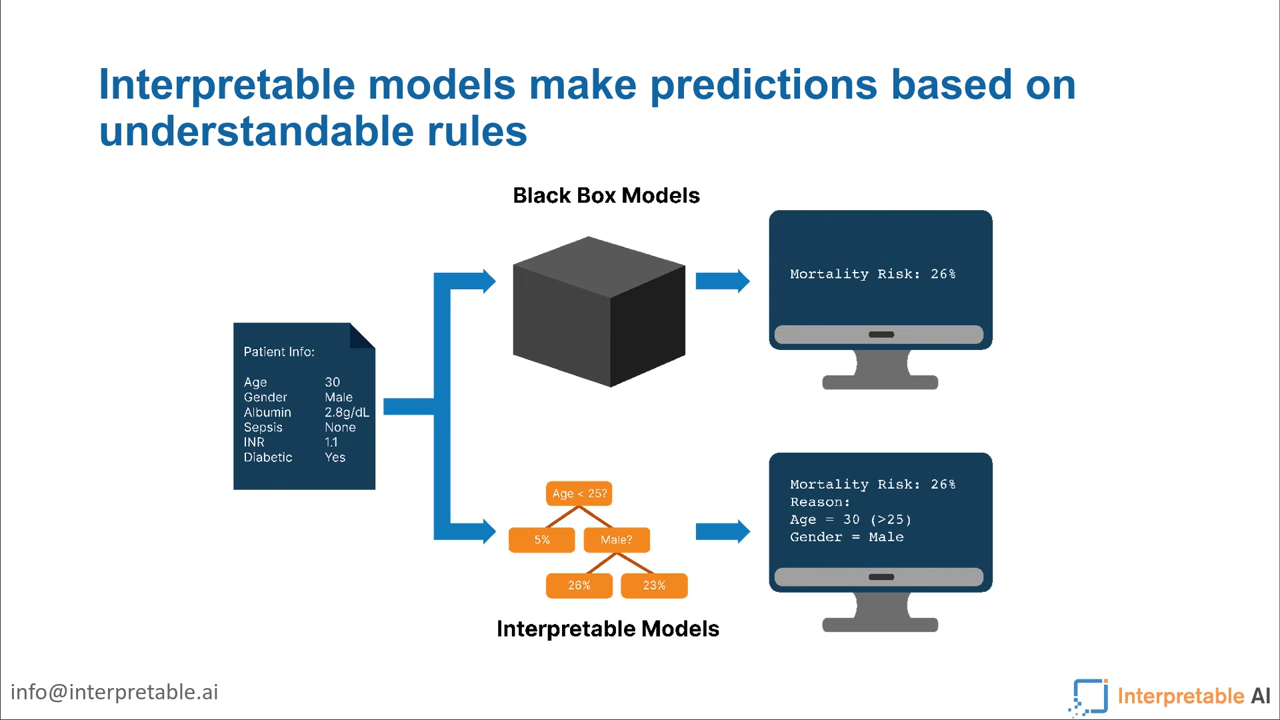 Interpretable models make predictions based on
understandable rules
Black Box Models
Mortality Risk: 26%
Patient Info:
Age 30
Gender Male
Albumin 2.8g/dL
Sepsis None
INR 1.1
Diabetic Yes
Age < 25?
5% Male?
26% 23%
Interpretable Models
Mortality Risk: 26%
Reason:
Age = 30 (>25)
Gender = Male
info@interpretable.ai
Interpretable AI